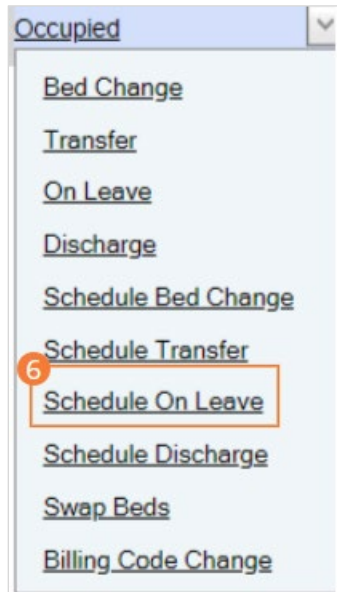 Occupied
Bed Change
Transfer
On Leave
Discharge
Schedule Bed Change
Schedule Transfer
6
Schedule On Leave
Schedule Discharge
Swap Beds
Billing Code Change